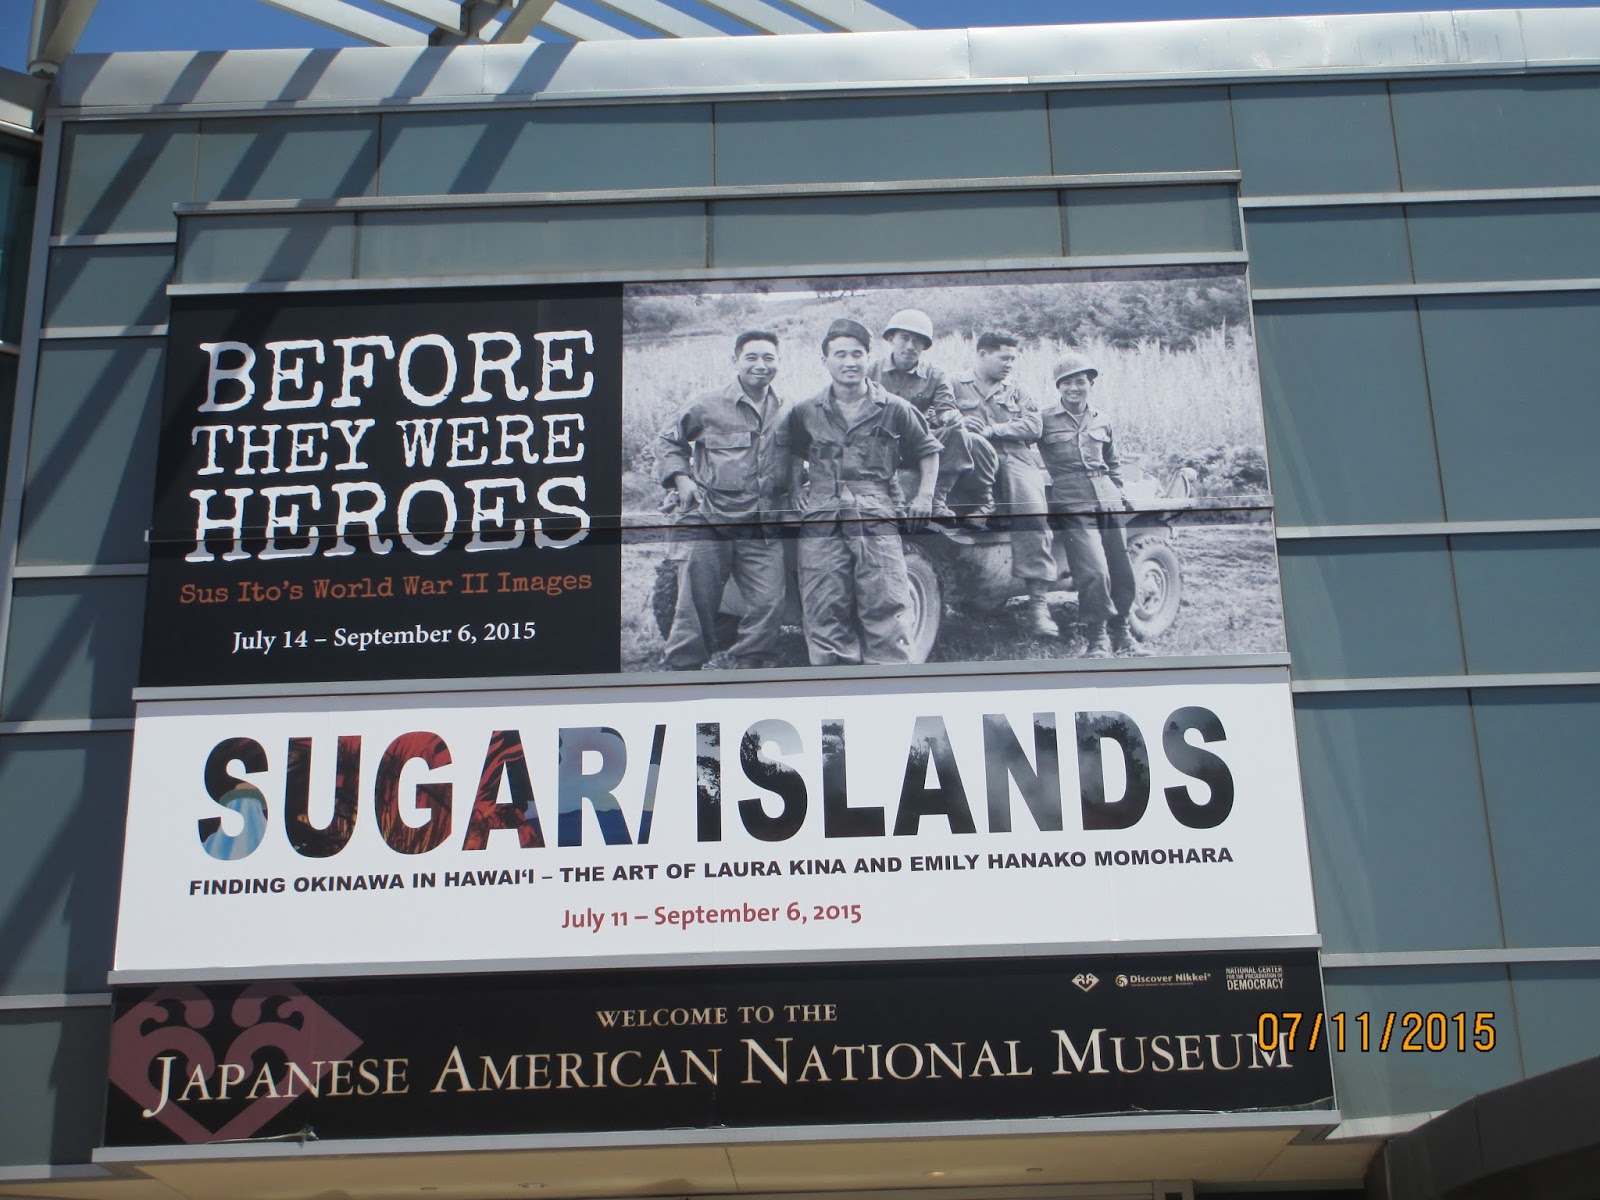 BEFORE
THEY WERE
HEROES
Sus Ito's World War II Images
July 14 – September 6, 2015
SUGAR/ISLANDS
FINDING OKINAWA IN HAWAI‘I – THE ART OF LAURA KINA AND EMILY HANAKO MOMOHARA
July 11 – September 6, 2015
Discover Nikkei
NATIONAL CENTER
FOR THE PRESERVATION OF
DEMOCRACY
WELCOME TO THE
JAPANESE AMERICAN NATIONAL MUSEUM
07/11/2015